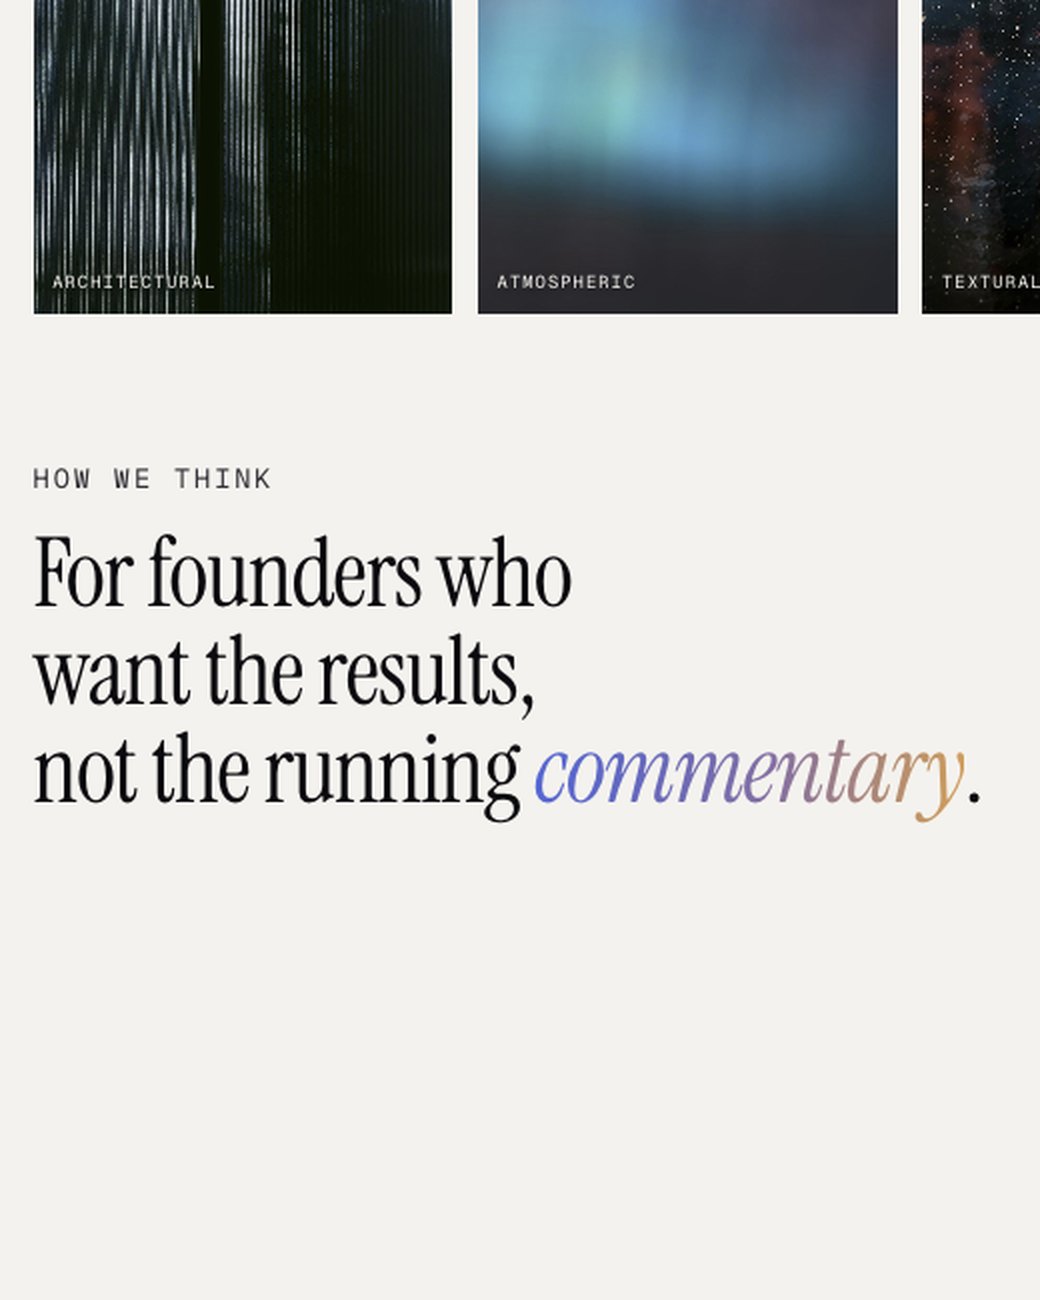 ARCHITECTURAL
ATMOSPHERIC
TEXTURAL
HOW WE THINK
For founders who
want the results,
not the running commentary.